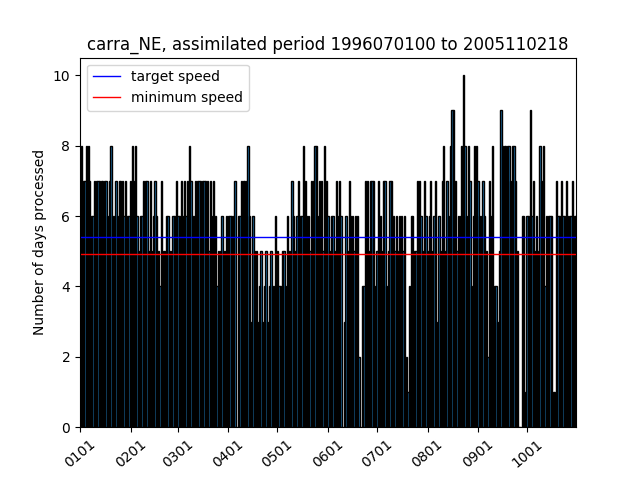 carra_NE, assimilated period 1996070100 to 2005110218
target speed
minimum speed
Number of days processed
10
8
6
4
2
0
0101 0201 0301 0401 0501 0601 0701 0801 0901 1001